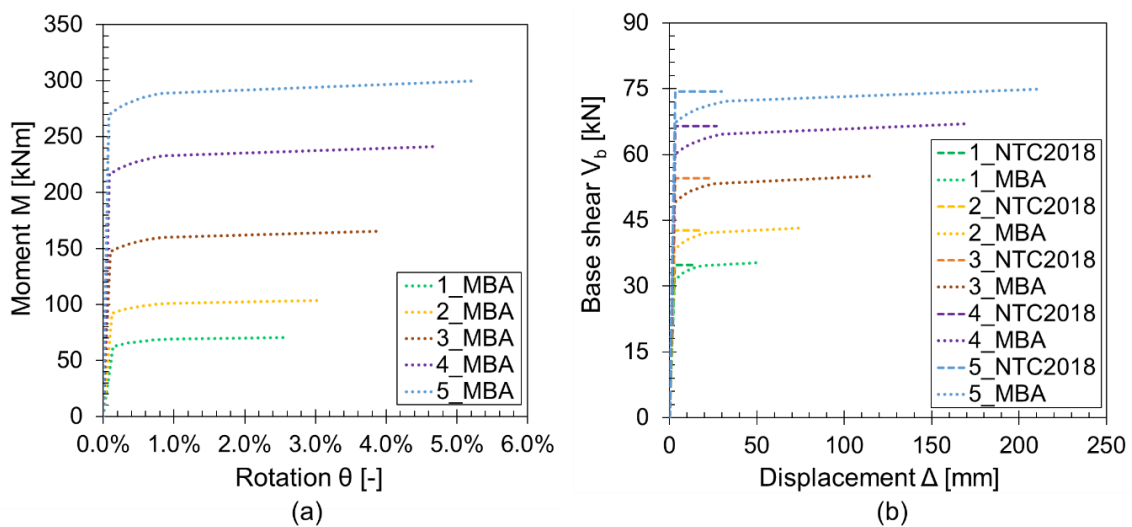 350
300
250
200
150
100
50
0
Moment M [kNm]
0.0% 1.0% 2.0% 3.0% 4.0% 5.0% 6.0%
Rotation θ [-]
1_MBA
2_MBA
3_MBA
4_MBA
5_MBA
(a)
90
75
60
45
30
15
0
Base shear V_b [kN]
0 50 100 150 200 250
Displacement Δ [mm]
1_NTC2018
1_MBA
2_NTC2018
2_MBA
3_NTC2018
3_MBA
4_NTC2018
4_MBA
5_NTC2018
5_MBA
(b)